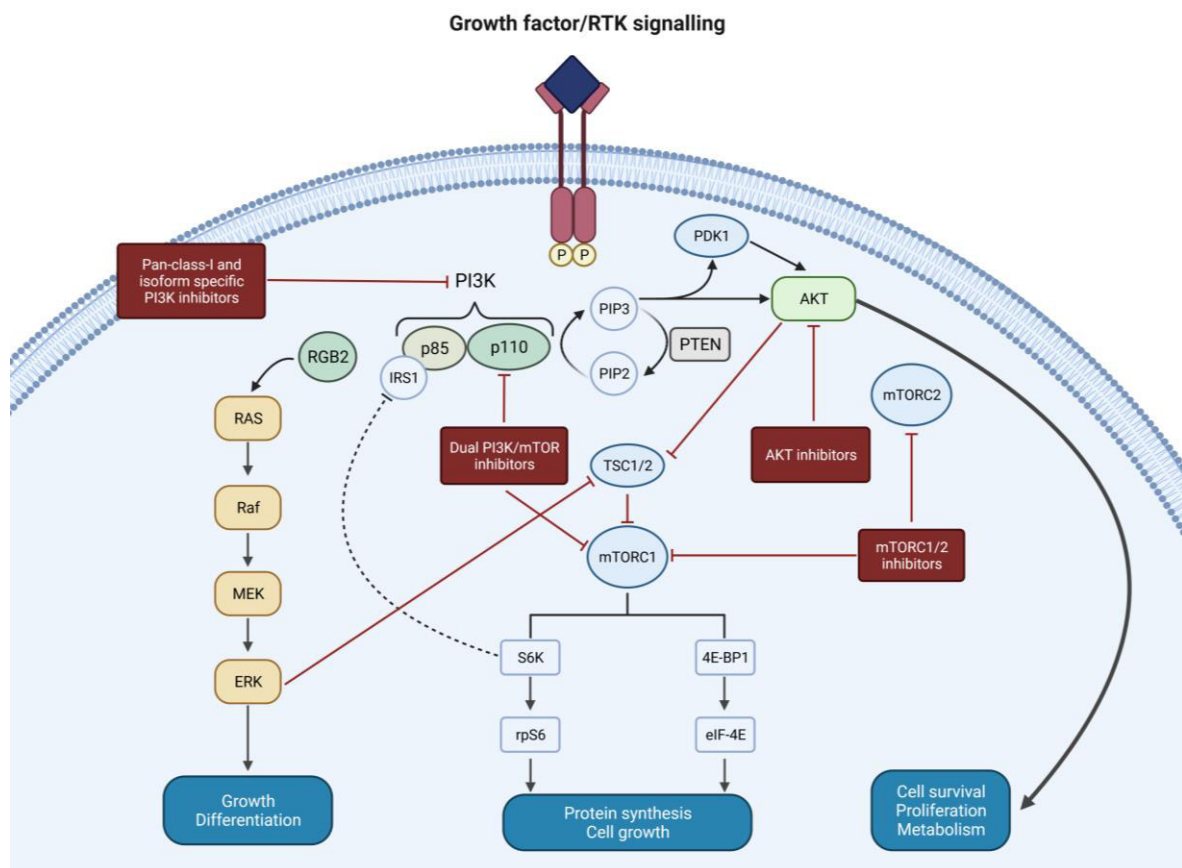 Growth factor/RTK signalling
P
P
PDK1
Pan-class-I and
isoform specific
PI3K inhibitors
PI3K
PIP3
AKT
RGB2
p85
p110
PTEN
IRS1
PIP2
mTORC2
RAS
Dual PI3K/mTOR
inhibitors
TSC1/2
AKT inhibitors
Raf
mTORC1
mTORC1/2
inhibitors
MEK
S6K
4E-BP1
ERK
rpS6
eIF-4E
Growth
Differentiation
Protein synthesis
Cell growth
Cell survival
Proliferation
Metabolism